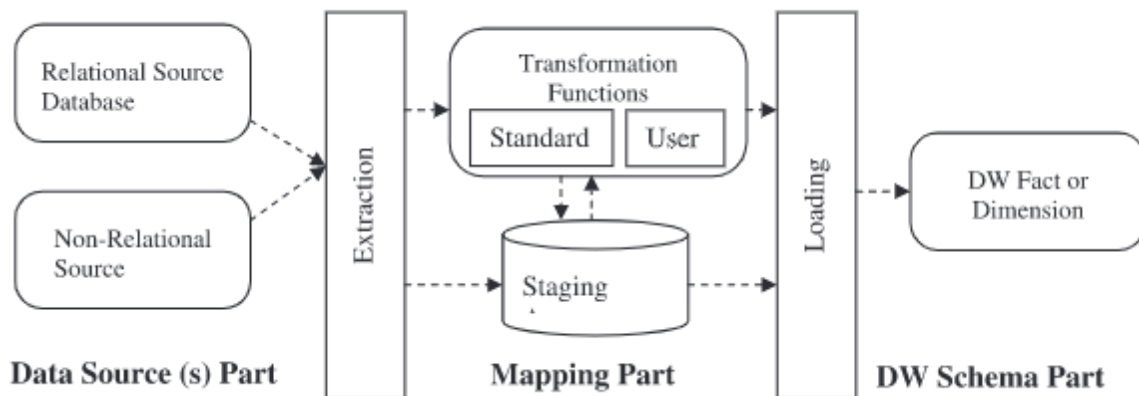 Relational Source
Database
Non-Relational
Source
Data Source (s) Part
Extraction
Transformation
Functions
Standard
User
Staging
Mapping Part
Loading
DW Fact or
Dimension
DW Schema Part